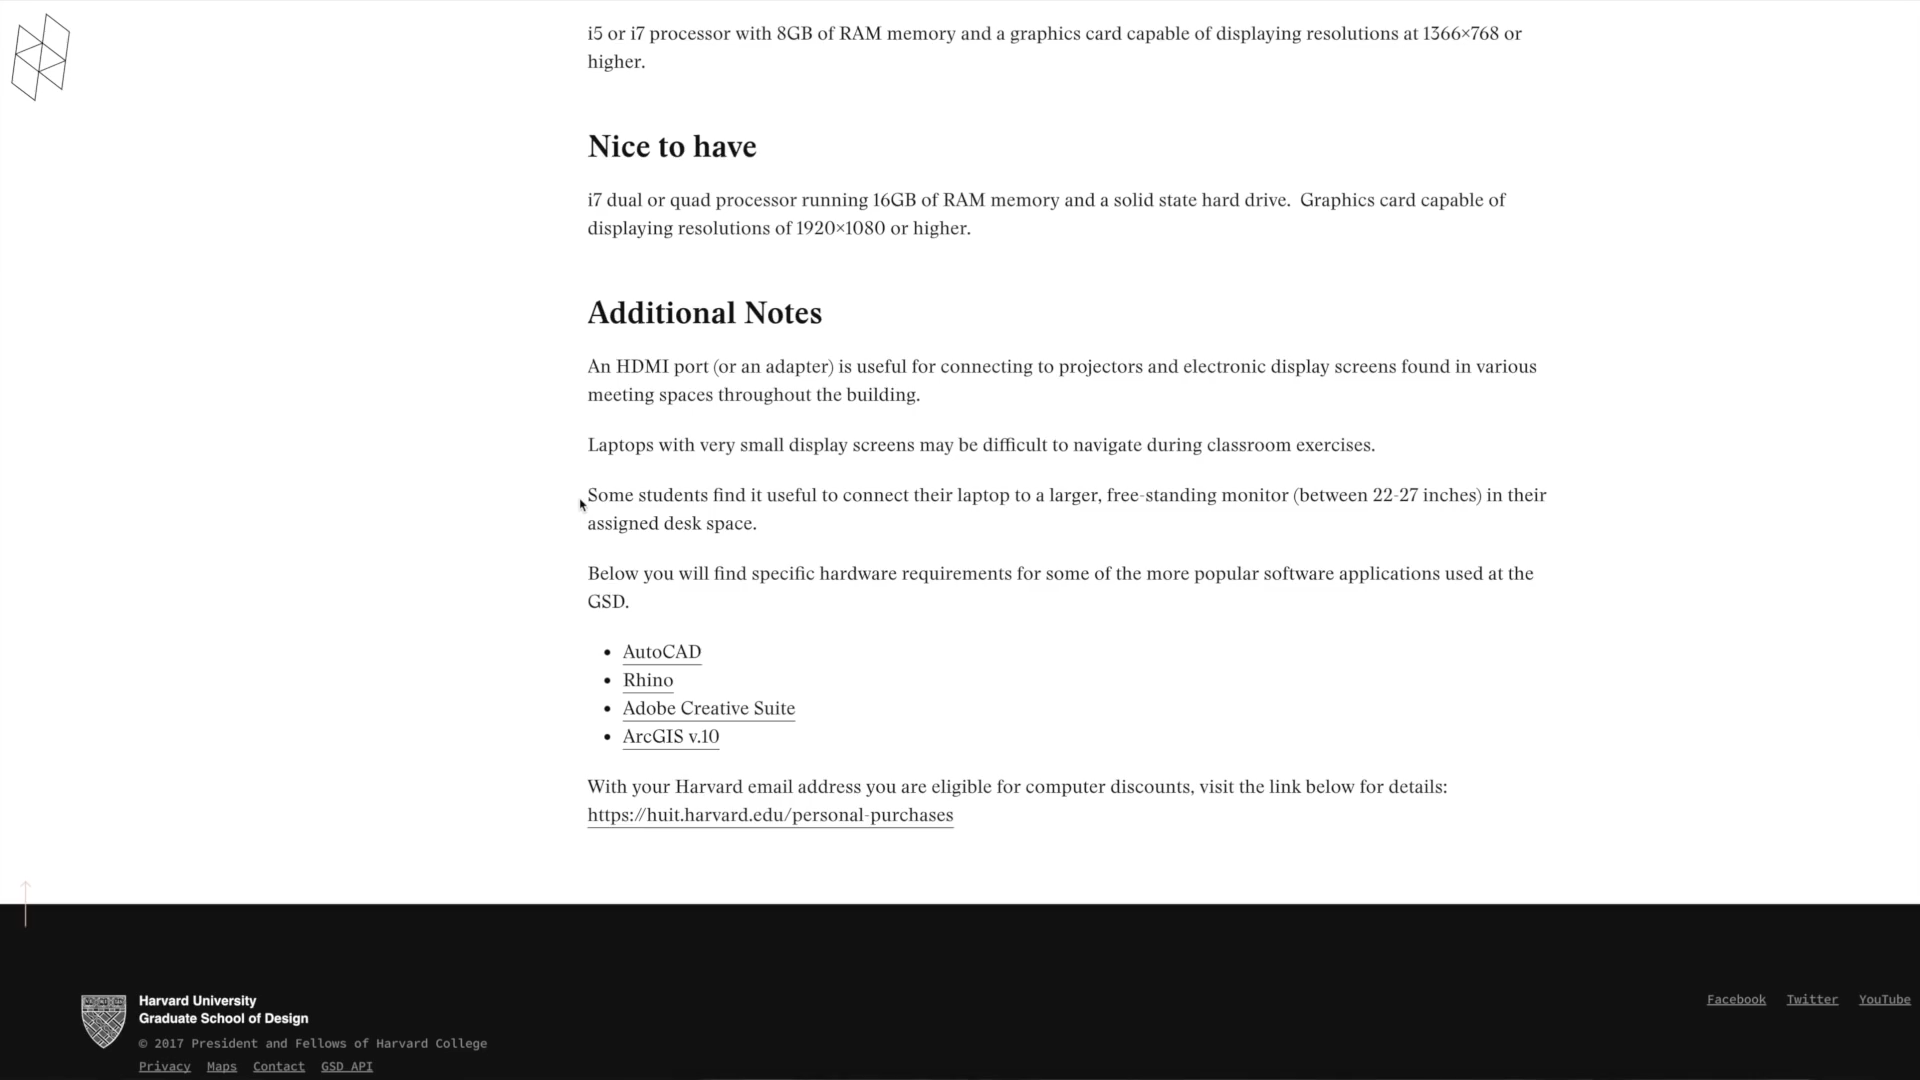 i5 or i7 processor with 8GB of RAM memory and a graphics card capable of displaying resolutions at 1366×768 or
higher.
Nice to have
i7 dual or quad processor running 16GB of RAM memory and a solid state hard drive.  Graphics card capable of
displaying resolutions of 1920×1080 or higher.
Additional Notes
An HDMI port (or an adapter) is useful for connecting to projectors and electronic display screens found in various
meeting spaces throughout the building.
Laptops with very small display screens may be difficult to navigate during classroom exercises.
Some students find it useful to connect their laptop to a larger, free-standing monitor (between 22-27 inches) in their
assigned desk space.
Below you will find specific hardware requirements for some of the more popular software applications used at the
GSD.
• AutoCAD
• Rhino
• Adobe Creative Suite
• ArcGIS v.10
With your Harvard email address you are eligible for computer discounts, visit the link below for details:
https://huit.harvard.edu/personal-purchases
Harvard University
Graduate School of Design
© 2017 President and Fellows of Harvard College
Privacy Maps Contact GSD API
Facebook Twitter YouTube